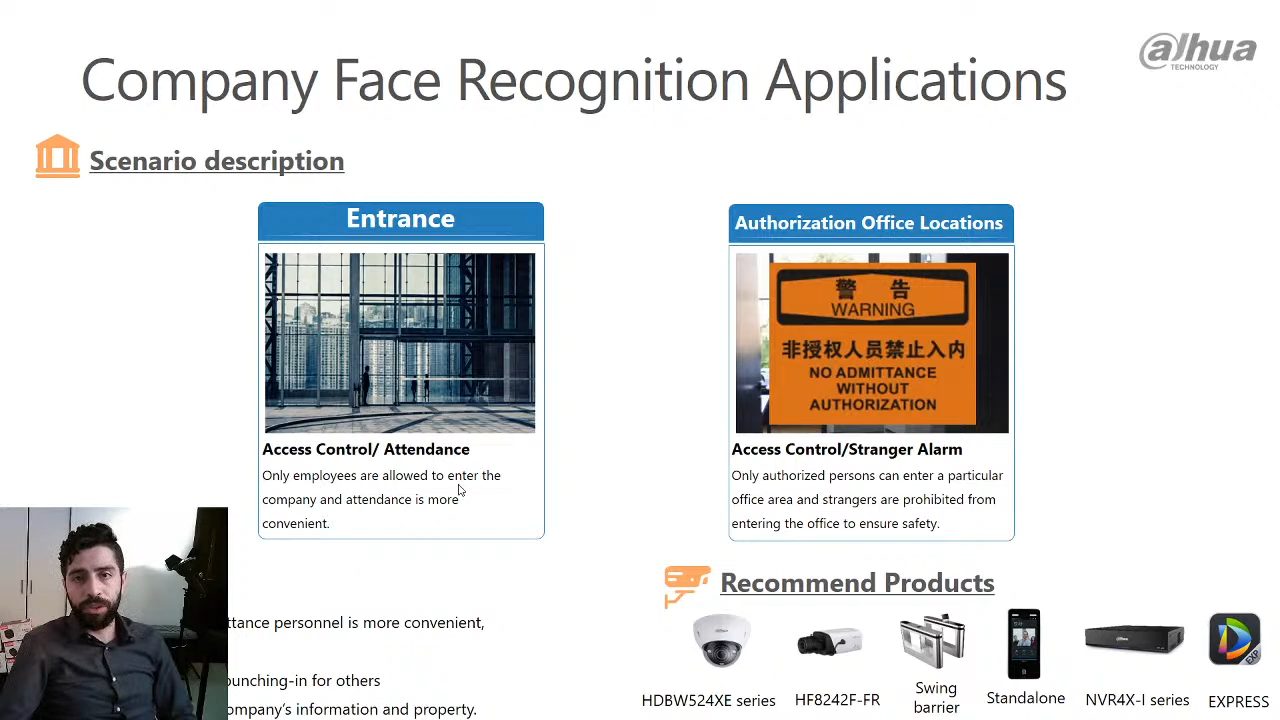 alhua
TECHNOLOGY
Company Face Recognition Applications
Scenario description
Entrance
Access Control/ Attendance
Only employees are allowed to enter the
company and attendance is more
convenient.
Authorization Office Locations
警 告
WARNING
非授权人员禁止入内
NO ADMITTANCE
WITHOUT
AUTHORIZATION
Access Control/Stranger Alarm
Only authorized persons can enter a particular
office area and strangers are prohibited from
entering the office to ensure safety.
personnel is more convenient,
for others
information and property.
Recommend Products
HDBW524XE series
HF8242F-FR
Swing
barrier
Standalone
NVR4X-I series
EXPRESS